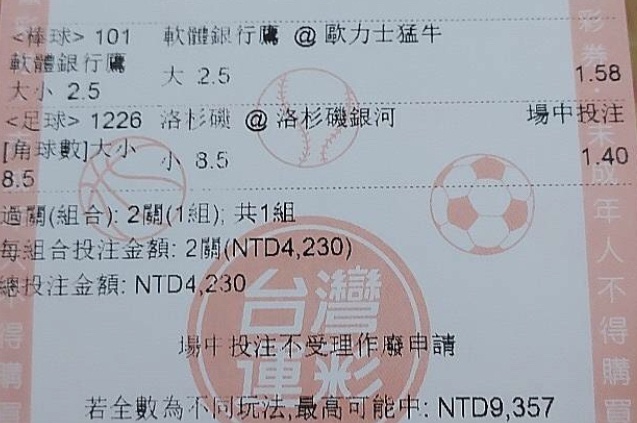 <棒球> 101 軟體銀行鷹 @ 歐力士猛牛
軟體銀行鷹
大小 2.5 大 2.5 1.58
<足球> 1226 洛杉磯 @ 洛杉磯銀河 場中投注
[角球數]大小
8.5 小 8.5 1.40
過關(組合): 2關(1組); 共1組
每組合投注金額: 2關(NTD4,230)
總投注金額: NTD4,230
台灣
運彩
場中投注不受理作廢申請
若全數為不同玩法,最高可能中: NTD9,357
彩券・未成年人不得購買